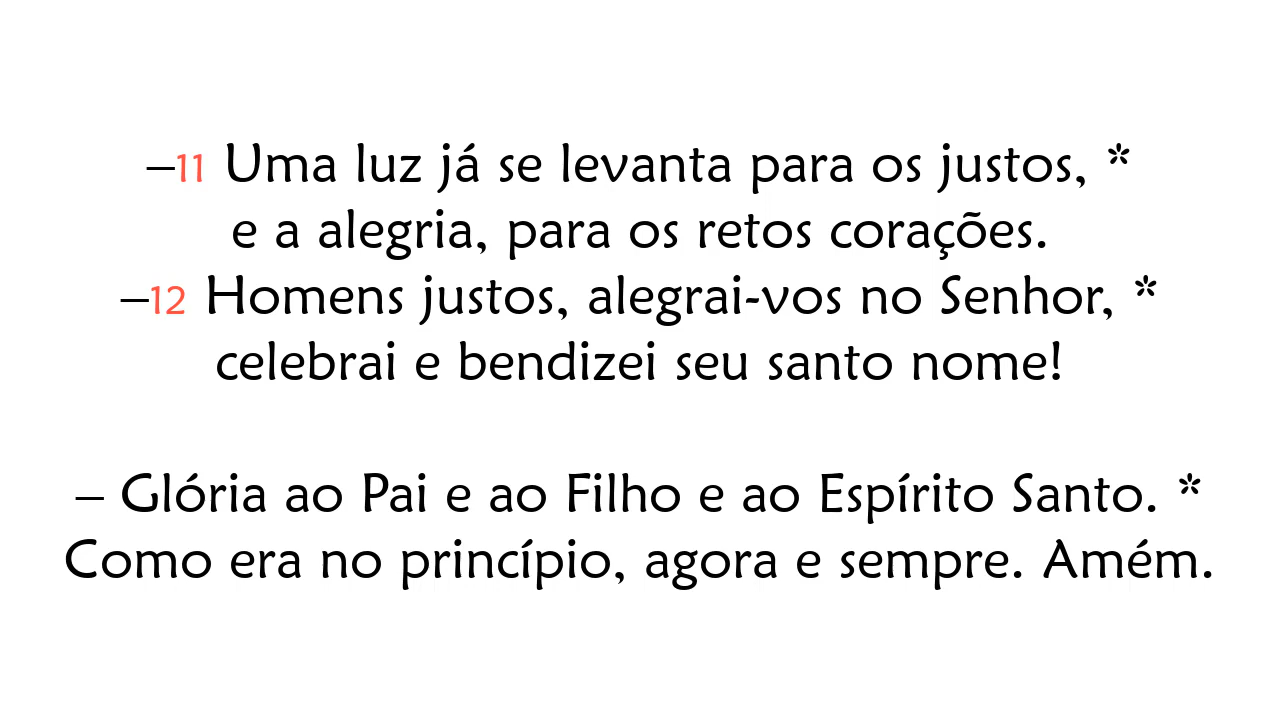 –11 Uma luz já se levanta para os justos, *
e a alegria, para os retos corações.
–12 Homens justos, alegrai-vos no Senhor, *
celebrai e bendizei seu santo nome!
– Glória ao Pai e ao Filho e ao Espírito Santo. *
Como era no princípio, agora e sempre. Amém.